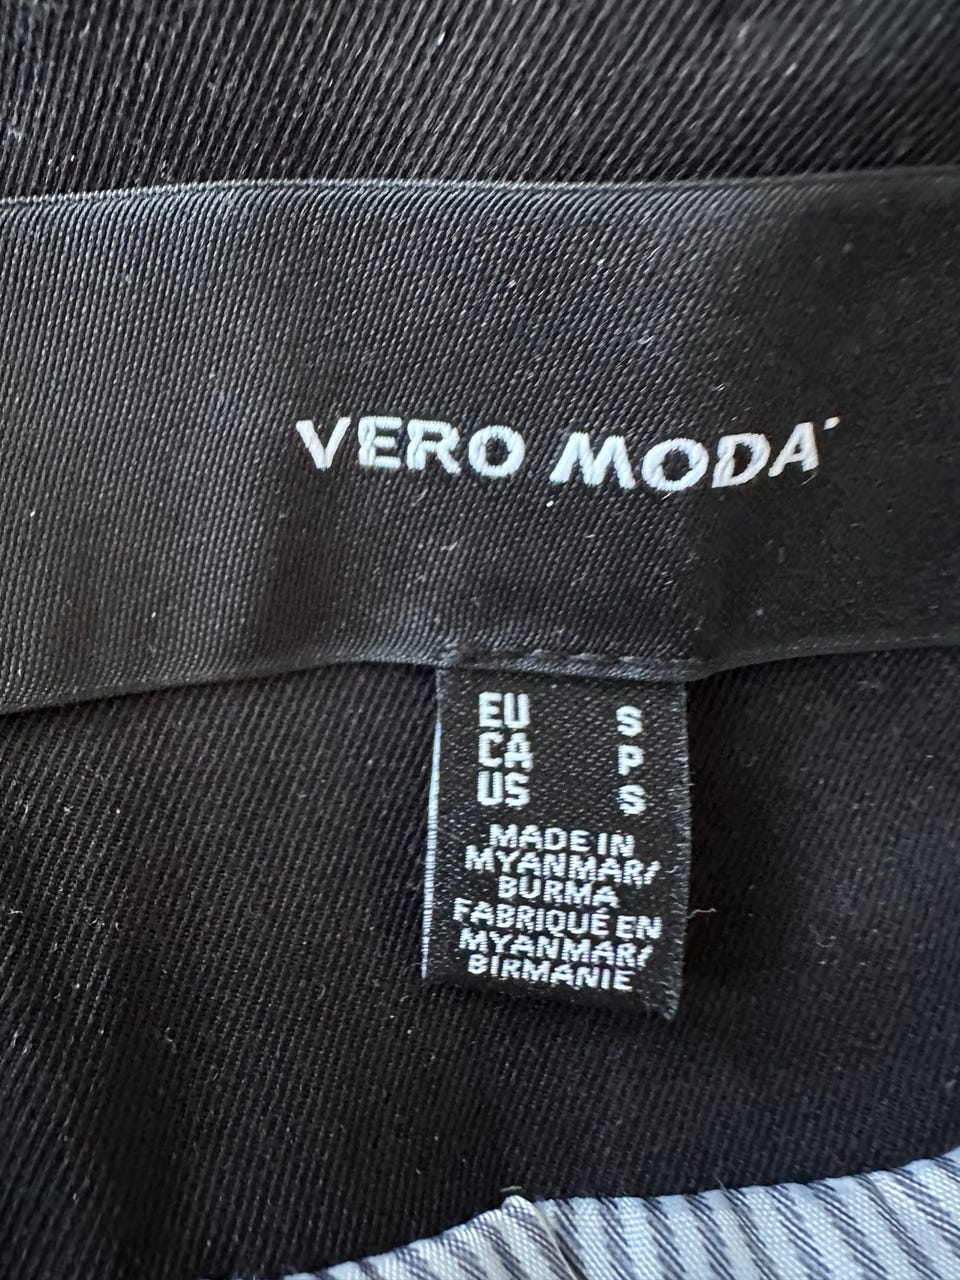 VERO MODA
EU S
CA P
US S
MADE IN
MYANMAR/
BURMA
FABRIQUÉ EN
MYANMAR/
BIRMANIE